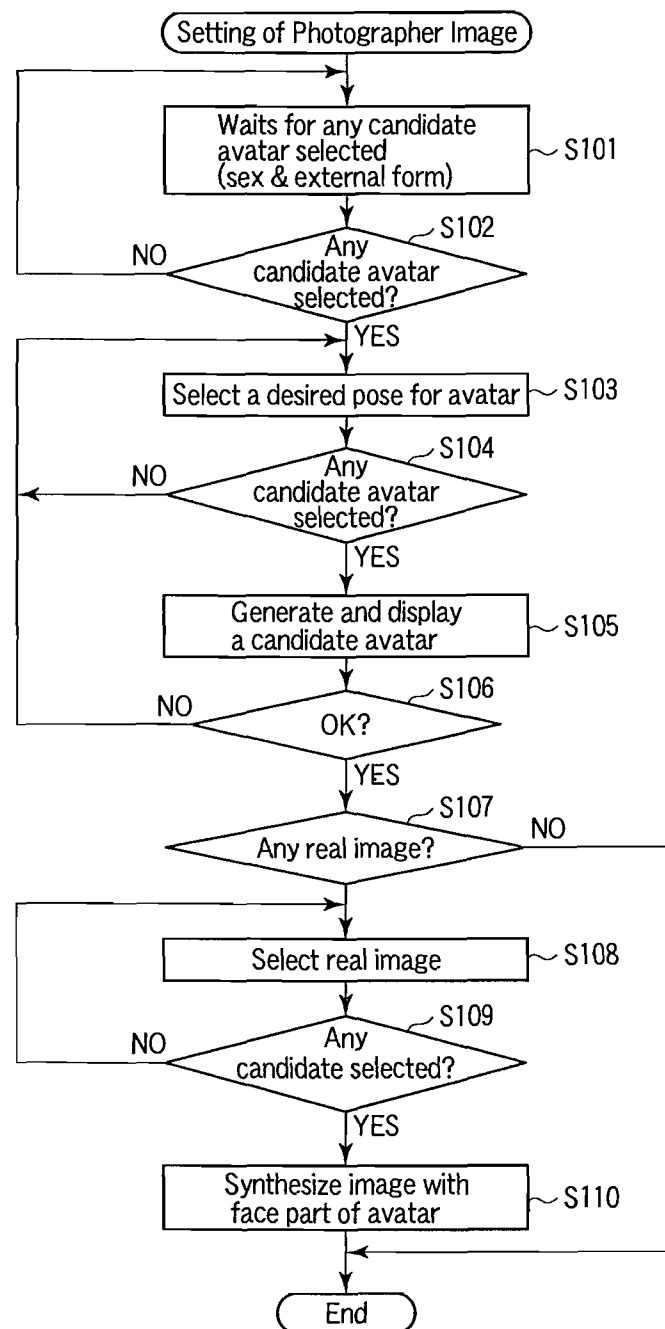 Setting of Photographer Image
Waits for any candidate
avatar selected
(sex & external form)
S101
S102
Any
candidate avatar
selected?
NO
YES
Select a desired pose for avatar
S103
S104
Any
candidate avatar
selected?
NO
YES
Generate and display
a candidate avatar
S105
S106
OK?
NO
YES
S107
Any real image?
NO
Select real image
S108
S109
Any
candidate selected?
NO
YES
Synthesize image with
face part of avatar
S110
End